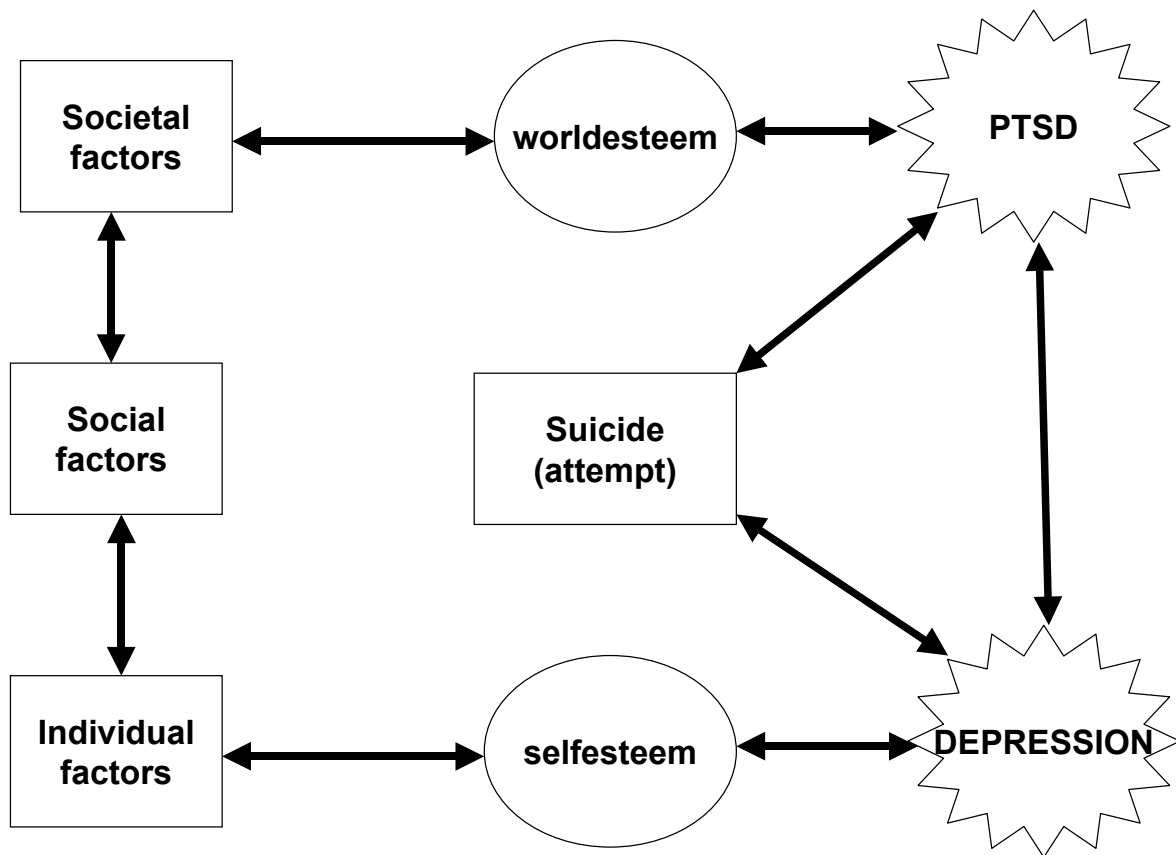 Societal
factors
worldesteem
PTSD
Social
factors
Suicide
(attempt)
Individual
factors
selfesteem
DEPRESSION